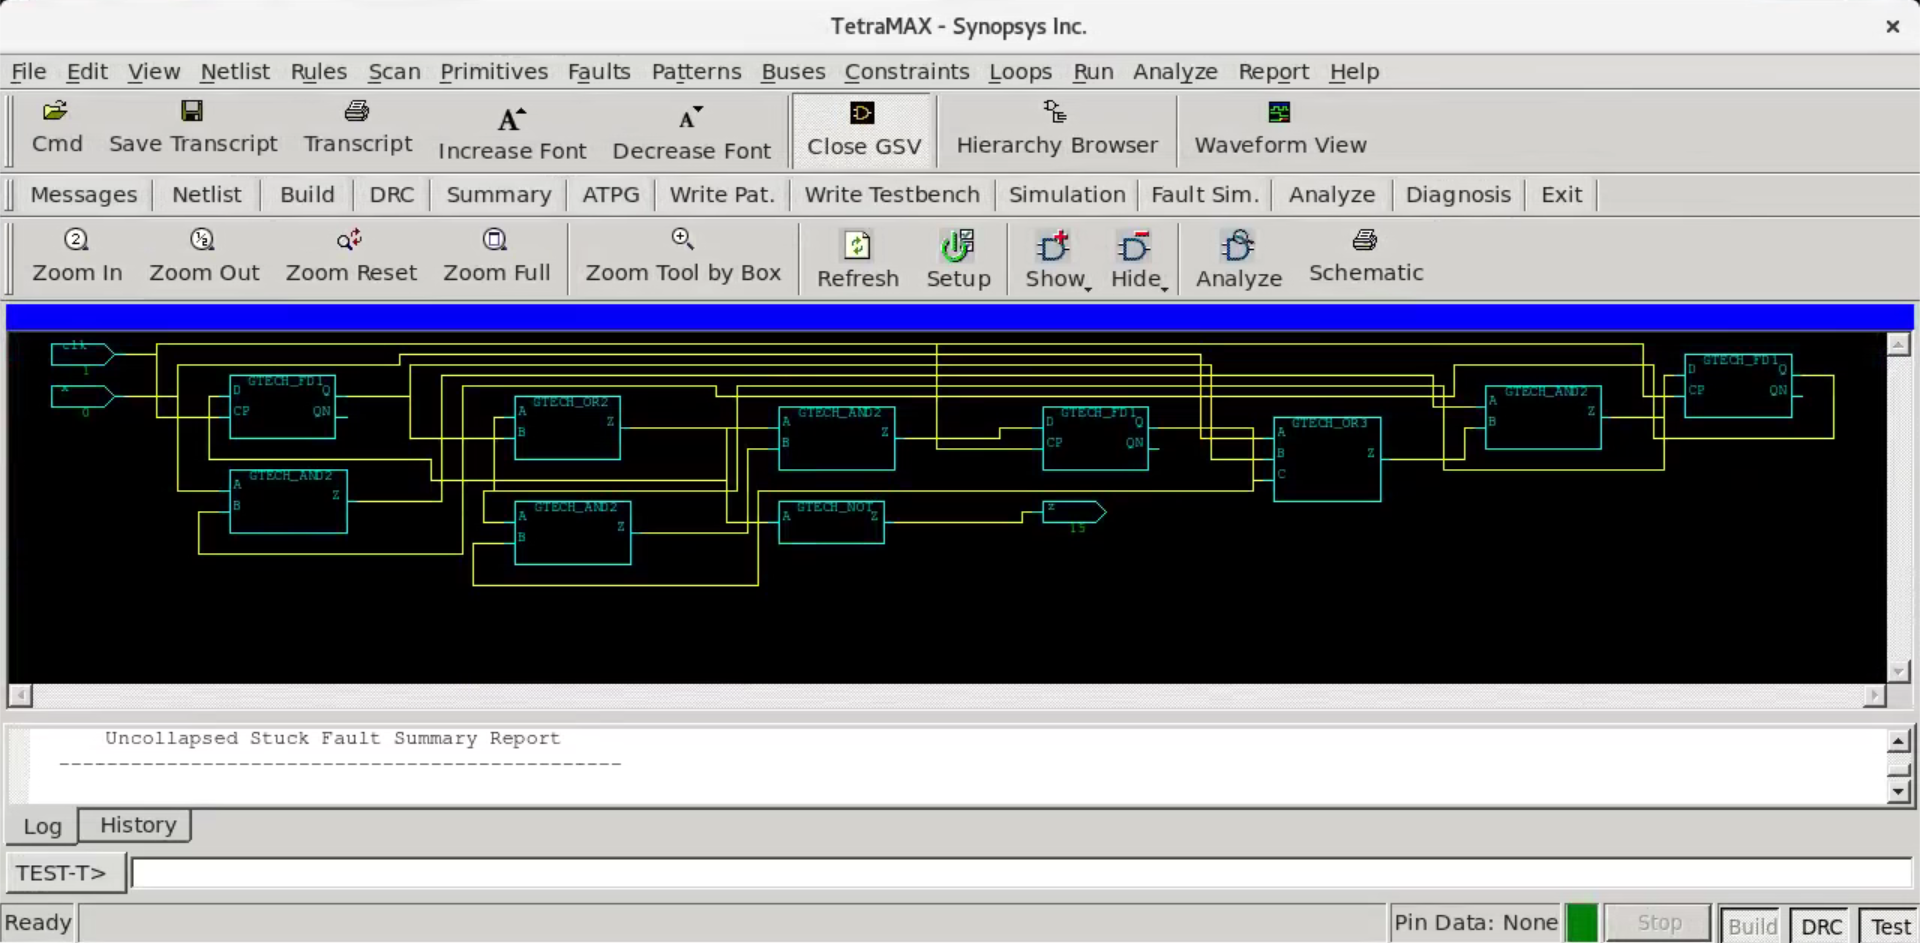 TetraMAX - Synopsys Inc.
File Edit View Netlist Rules Scan Primitives Faults Patterns Buses Constraints Loops Run Analyze Report Help
Cmd Save Transcript Transcript Increase Font Decrease Font Close GSV Hierarchy Browser Waveform View
Messages Netlist Build DRC Summary ATPG Write Pat. Write Testbench Simulation Fault Sim. Analyze Diagnosis Exit
Zoom In Zoom Out Zoom Reset Zoom Full Zoom Tool by Box Refresh Setup Show Hide Analyze Schematic
clk
1
x
0
GTECH_FD1
D Q
CP QN
GTECH_AND2
A Z
B
GTECH_OR2
A Z
B
GTECH_AND2
A Z
B
GTECH_AND2
A Z
B
GTECH_NOT
A Z
GTECH_FD1
D Q
CP QN
z
15
GTECH_OR3
A
B Z
C
GTECH_AND2
A Z
B
GTECH_FD1
D Q
CP QN
Uncollapsed Stuck Fault Summary Report
-----------------------------------------------
Log History
TEST-T>
Ready Pin Data: None Stop Build DRC Test